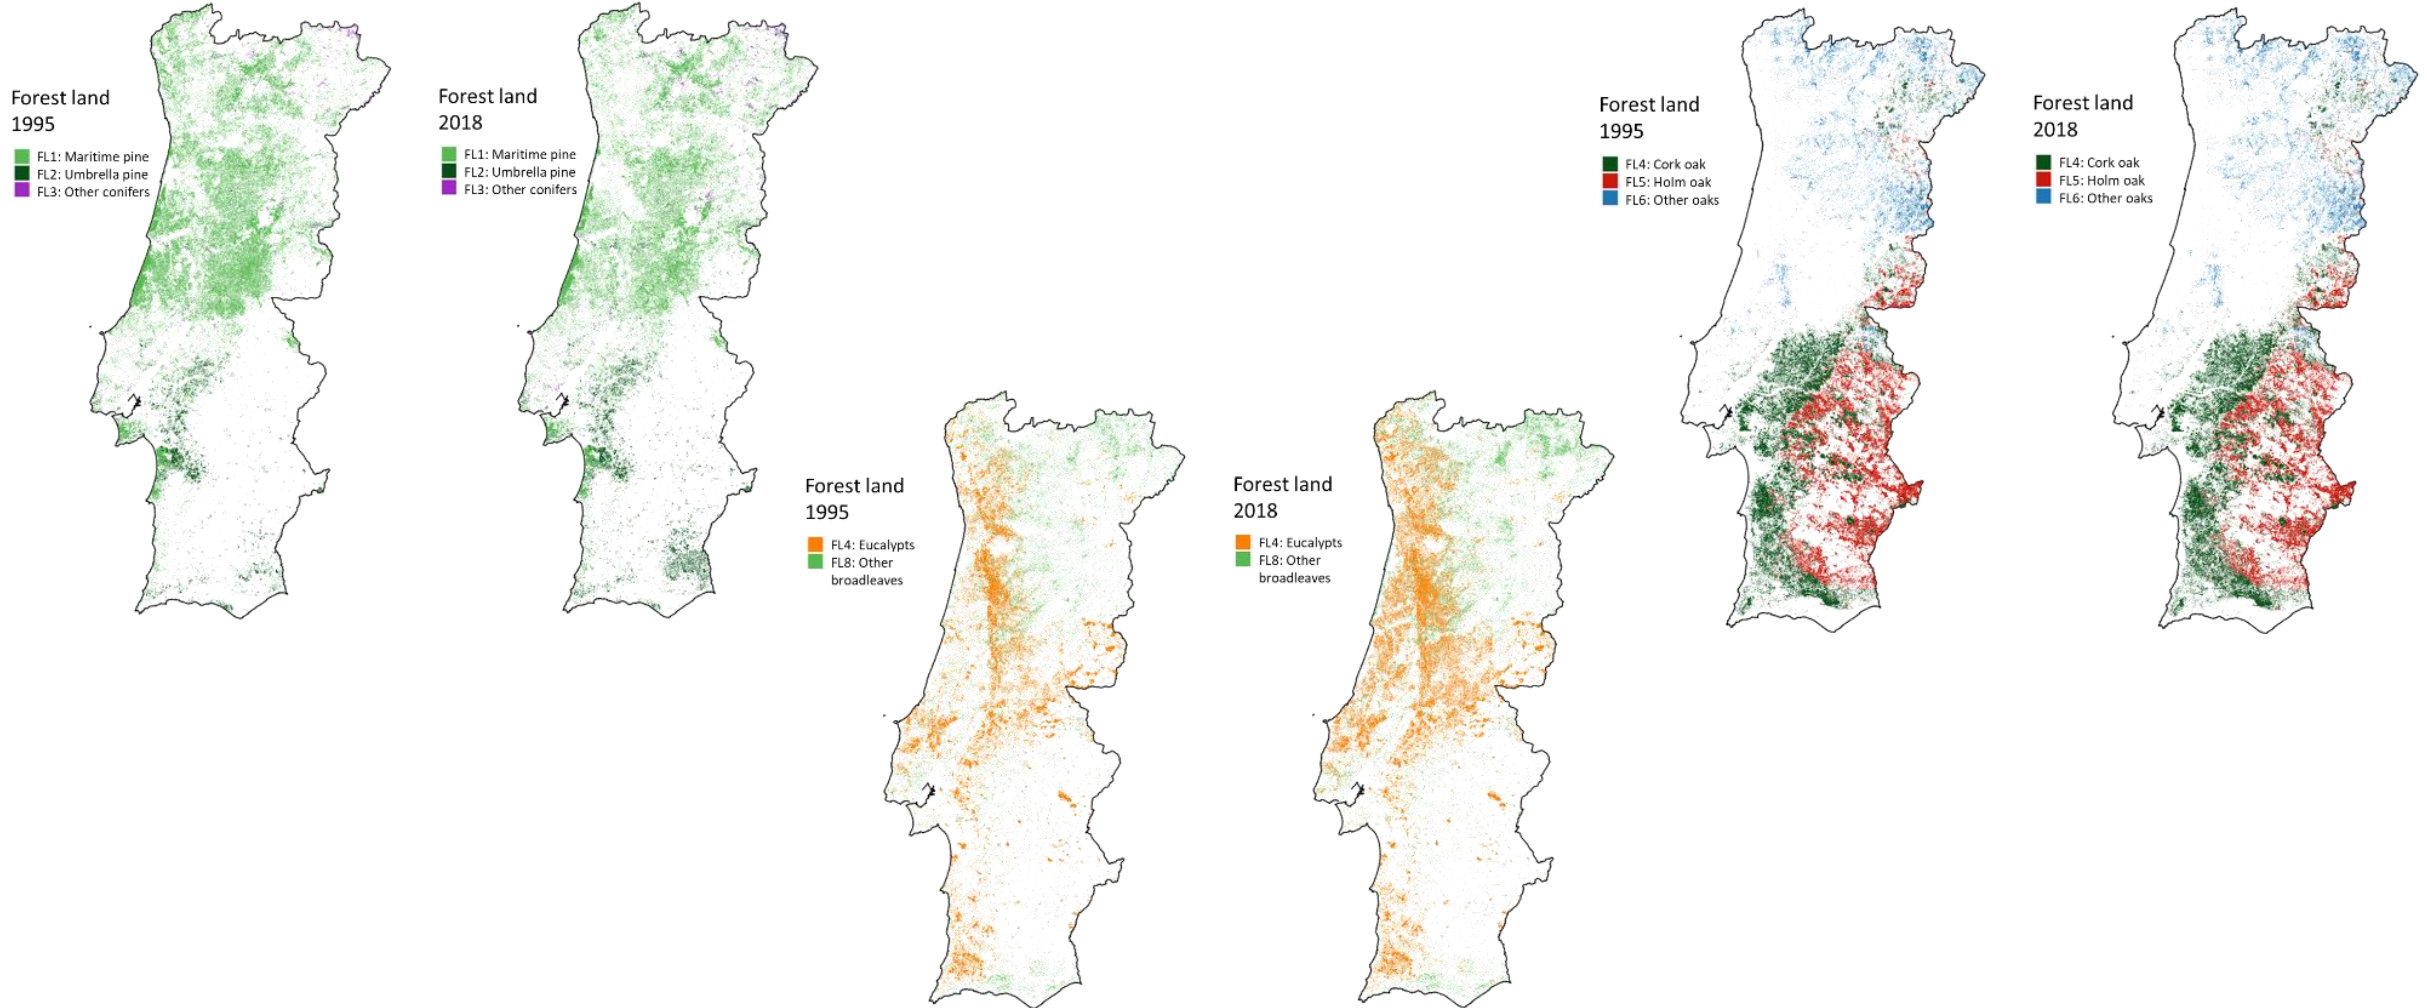 Forest land
1995
FL1: Maritime pine
FL2: Umbrella pine
FL3: Other conifers
Forest land
2018
FL1: Maritime pine
FL2: Umbrella pine
FL3: Other conifers
Forest land
1995
FL4: Eucalypts
FL8: Other
broadleaves
Forest land
2018
FL4: Eucalypts
FL8: Other
broadleaves
Forest land
1995
FL4: Cork oak
FL5: Holm oak
FL6: Other oaks
Forest land
2018
FL4: Cork oak
FL5: Holm oak
FL6: Other oaks